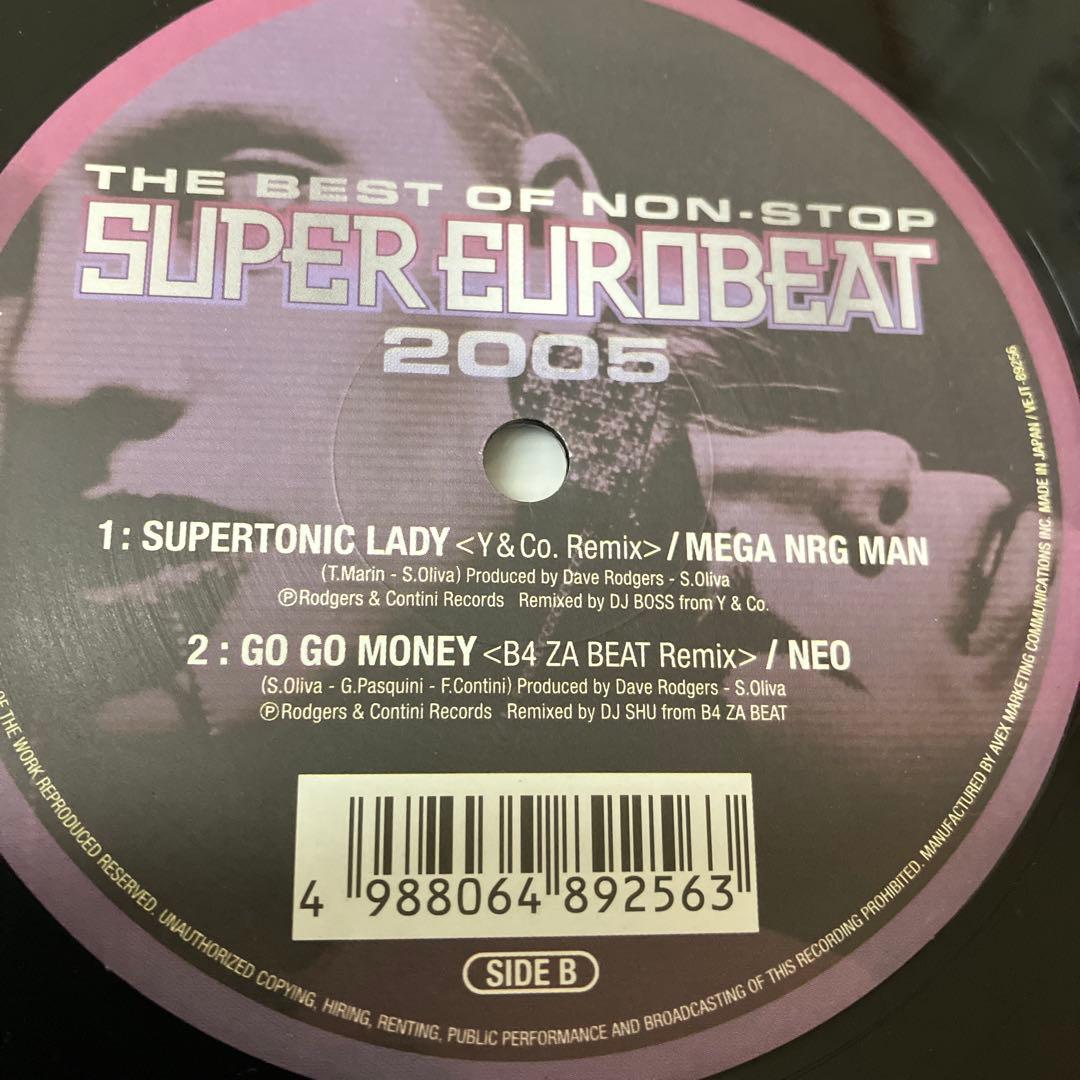 THE BEST OF NON-STOP
SUPER EUROBEAT
2005
1 : SUPERTONIC LADY <Y & Co. Remix> / MEGA NRG MAN
(T.Marin - S.Oliva) Produced by Dave Rodgers - S.Oliva
℗Rodgers & Contini Records Remixed by DJ BOSS from Y & Co.
2 : GO GO MONEY <B4 ZA BEAT Remix> / NEO
(S.Oliva - G.Pasquini - F.Contini) Produced by Dave Rodgers - S.Oliva
℗Rodgers & Contini Records Remixed by DJ SHU from B4 ZA BEAT
4 988064 892563
SIDE B
OF THE WORK REPRODUCED RESERVED. UNAUTHORIZED COPYING, HIRING, RENTING, PUBLIC PERFORMANCE AND BROADCASTING OF THIS RECORDING PROHIBITED. MANUFACTURED BY AVEX MARKETING COMMUNICATIONS INC. MADE IN JAPAN / VEJT-89256